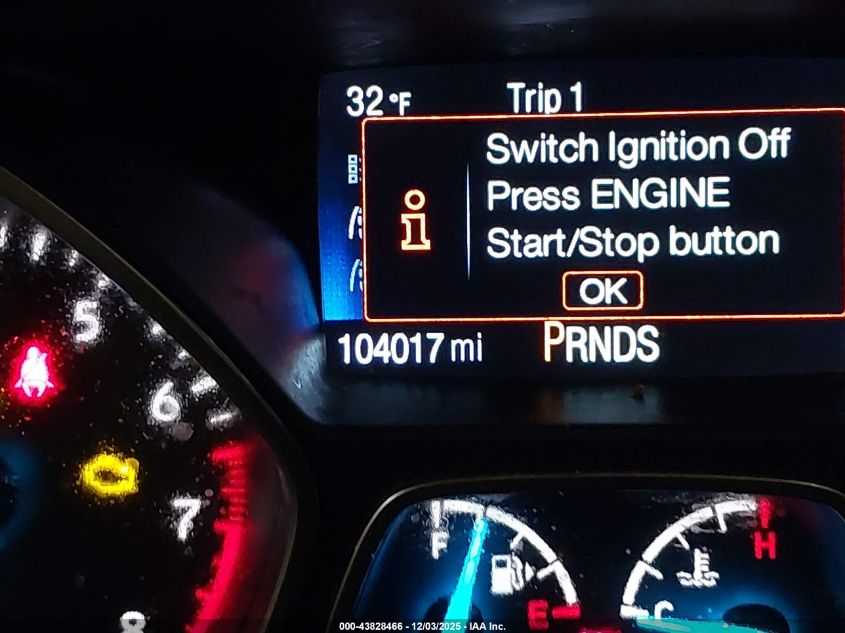 32°F Trip 1
Switch Ignition Off
Press ENGINE
Start/Stop button
i
OK
104017 mi PRNDS
5
6
7
8
F
E
H
C
000-43828466 - 12/03/2025 - IAA Inc.